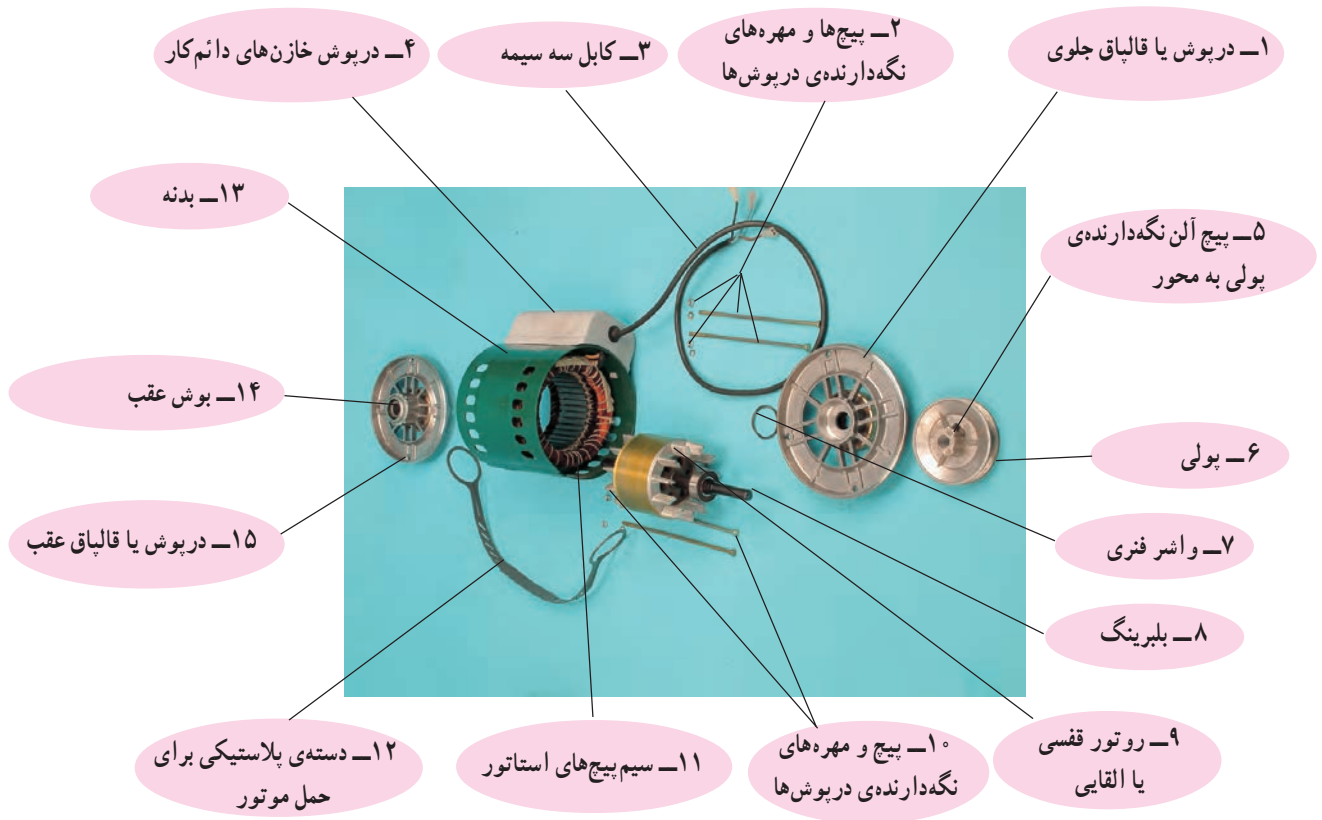 ۱ــ درپوش یا قالپاق جلوی
۲ــ پیچ‌ها و مهره‌های
نگه‌دارنده‌ی درپوش‌ها
۳ــ کابل سه سیمه
۴ــ درپوش خازن‌های دائم‌کار
۵ــ پیچ آلن نگه‌دارنده‌ی
پولی به محور
۶ــ پولی
۷ــ واشر فنری
۸ــ بلبرینگ
۹ــ روتور قفسی
یا القایی
۱۰ــ پیچ و مهره‌های
نگه‌دارنده‌ی درپوش‌ها
۱۱ــ سیم‌پیچ‌های استاتور
۱۲ــ دسته‌ی پلاستیکی برای
حمل موتور
۱۳ــ بدنه
۱۴ــ بوش عقب
۱۵ــ درپوش یا قالپاق عقب